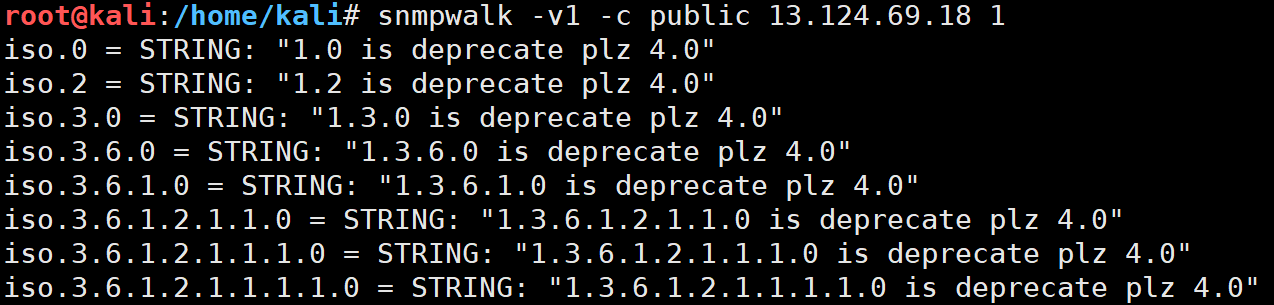 root@kali:/home/kali# snmpwalk -v1 -c public 13.124.69.18 1
iso.0 = STRING: "1.0 is deprecate plz 4.0"
iso.2 = STRING: "1.2 is deprecate plz 4.0"
iso.3.0 = STRING: "1.3.0 is deprecate plz 4.0"
iso.3.6.0 = STRING: "1.3.6.0 is deprecate plz 4.0"
iso.3.6.1.0 = STRING: "1.3.6.1.0 is deprecate plz 4.0"
iso.3.6.1.2.1.1.0 = STRING: "1.3.6.1.2.1.1.0 is deprecate plz 4.0"
iso.3.6.1.2.1.1.1.0 = STRING: "1.3.6.1.2.1.1.1.0 is deprecate plz 4.0"
iso.3.6.1.2.1.1.1.1.0 = STRING: "1.3.6.1.2.1.1.1.1.0 is deprecate plz 4.0"